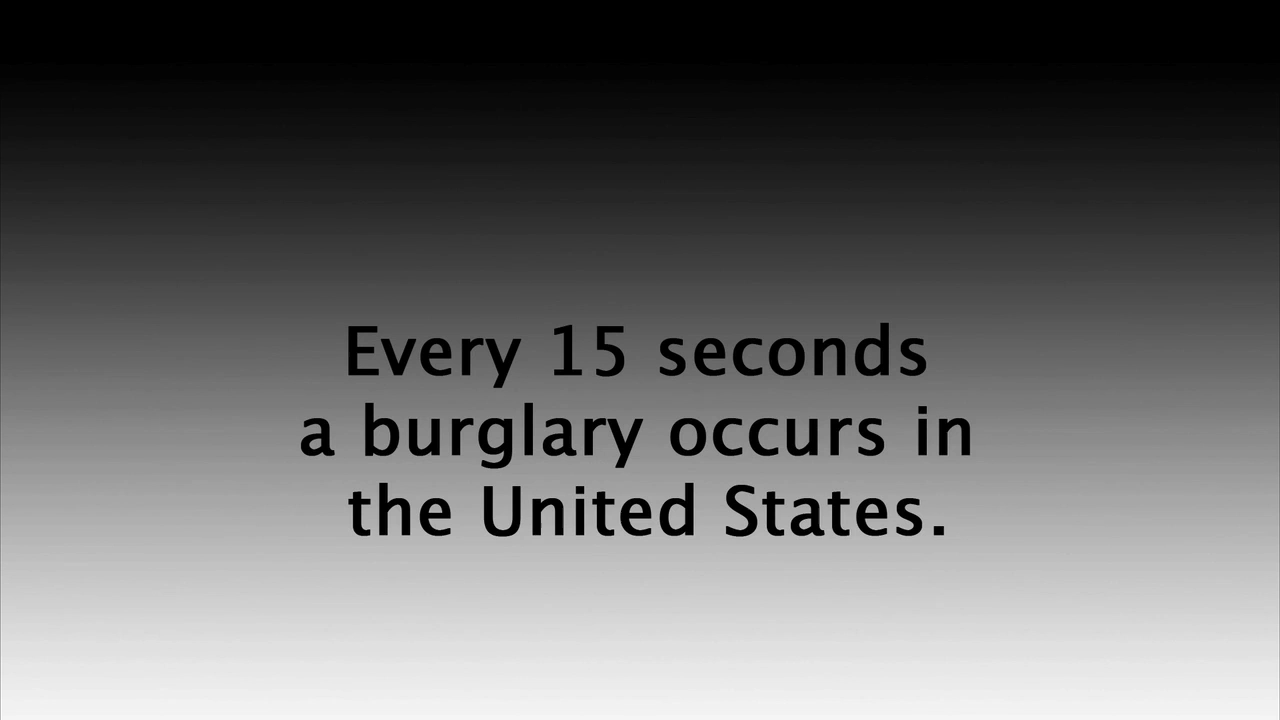 Every 15 seconds
a burglary occurs in
the United States.